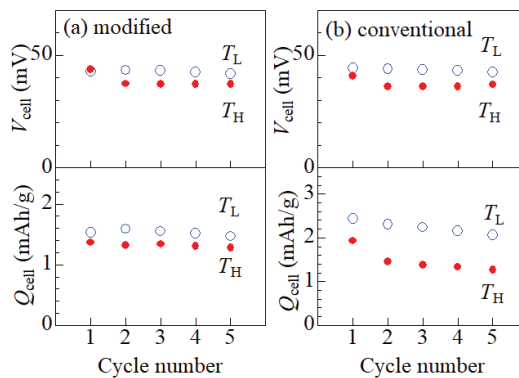 (a) modified
50
T_L
T_H
0
V_cell (mV)
2
1
0
T_L
T_H
Q_cell (mAh/g)
1 2 3 4 5
Cycle number
(b) conventional
50
T_L
T_H
0
V_cell (mV)
3
2
1
0
T_L
T_H
Q_cell (mAh/g)
1 2 3 4 5
Cycle number